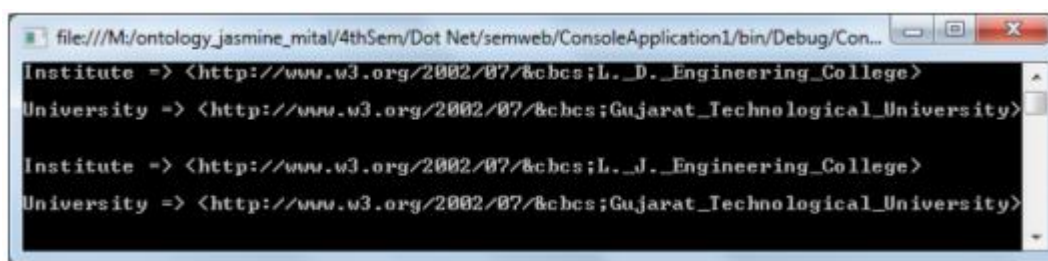 file:///M:/ontology_jasmine_mital/4thSem/Dot Net/semweb/ConsoleApplication1/bin/Debug/Con...
Institute => <http://www.w3.org/2002/07/&cbcs;L._D._Engineering_College>
University => <http://www.w3.org/2002/07/&cbcs;Gujarat_Technological_University>
Institute => <http://www.w3.org/2002/07/&cbcs;L._J._Engineering_College>
University => <http://www.w3.org/2002/07/&cbcs;Gujarat_Technological_University>